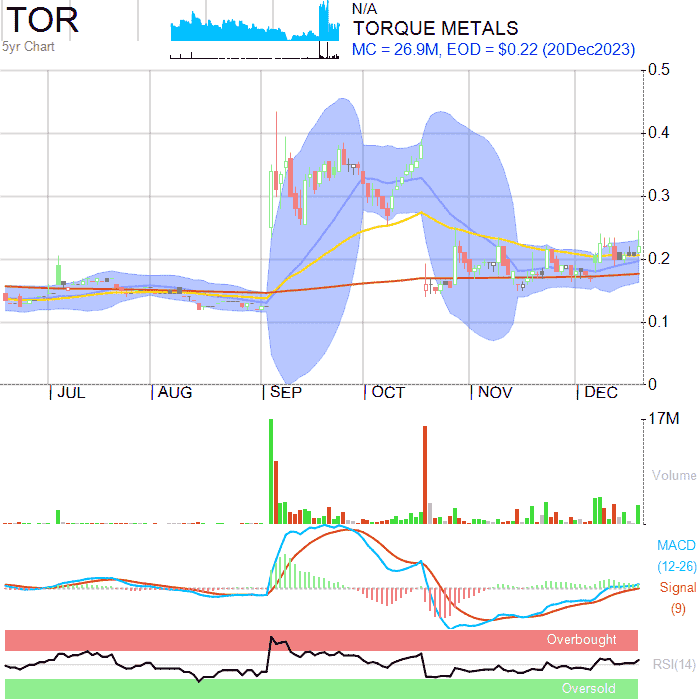 TOR
5yr Chart
N/A
TORQUE METALS
MC = 26.9M, EOD = $0.22 (20Dec2023)
0.5
0.4
0.3
0.2
0.1
0
JUL AUG SEP OCT NOV DEC
17M
Volume
MACD
(12-26)
Signal
(9)
Overbought
RSI(14)
Oversold